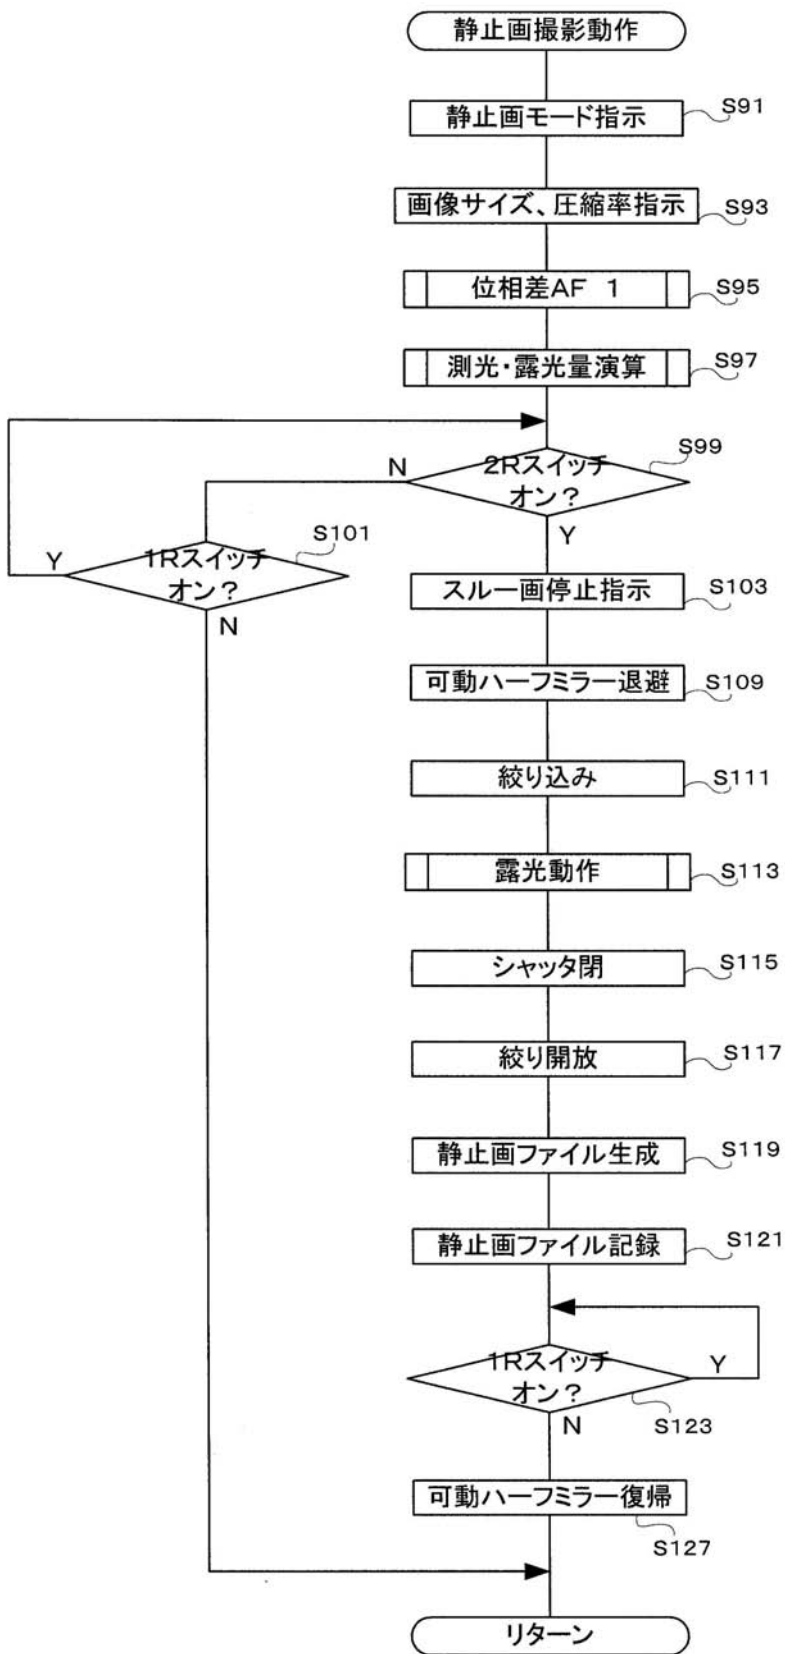 静止画撮影動作
静止画モード指示
S91
画像サイズ、圧縮率指示
S93
位相差AF 1
S95
測光・露光量演算
S97
2Rスイッチ
オン?
S99
N
Y
1Rスイッチ
オン?
S101
Y
N
スルー画停止指示
S103
可動ハーフミラー退避
S109
絞り込み
S111
露光動作
S113
シャッタ閉
S115
絞り開放
S117
静止画ファイル生成
S119
静止画ファイル記録
S121
1Rスイッチ
オン?
Y
S123
N
可動ハーフミラー復帰
S127
リターン